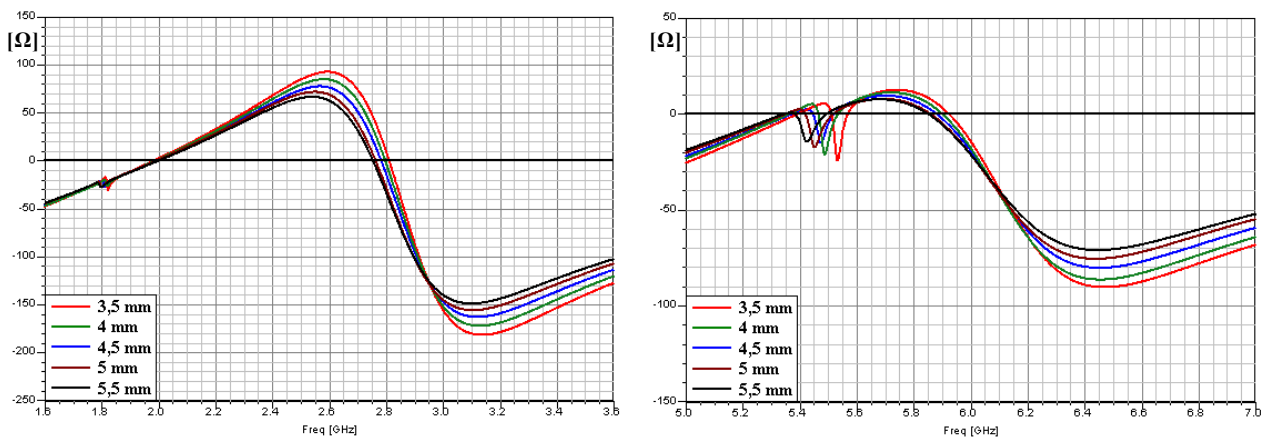 150
[Ω]
100
50
0
-50
-100
-150
-200
-250
3,5 mm
4 mm
4,5 mm
5 mm
5,5 mm
1.6 1.8 2.0 2.2 2.4 2.6 2.8 3.0 3.2 3.4 3.6
Freq [GHz]
50
[Ω]
0
-50
-100
-150
3,5 mm
4 mm
4,5 mm
5 mm
5,5 mm
5.0 5.2 5.4 5.6 5.8 6.0 6.2 6.4 6.6 6.8 7.0
Freq [GHz]